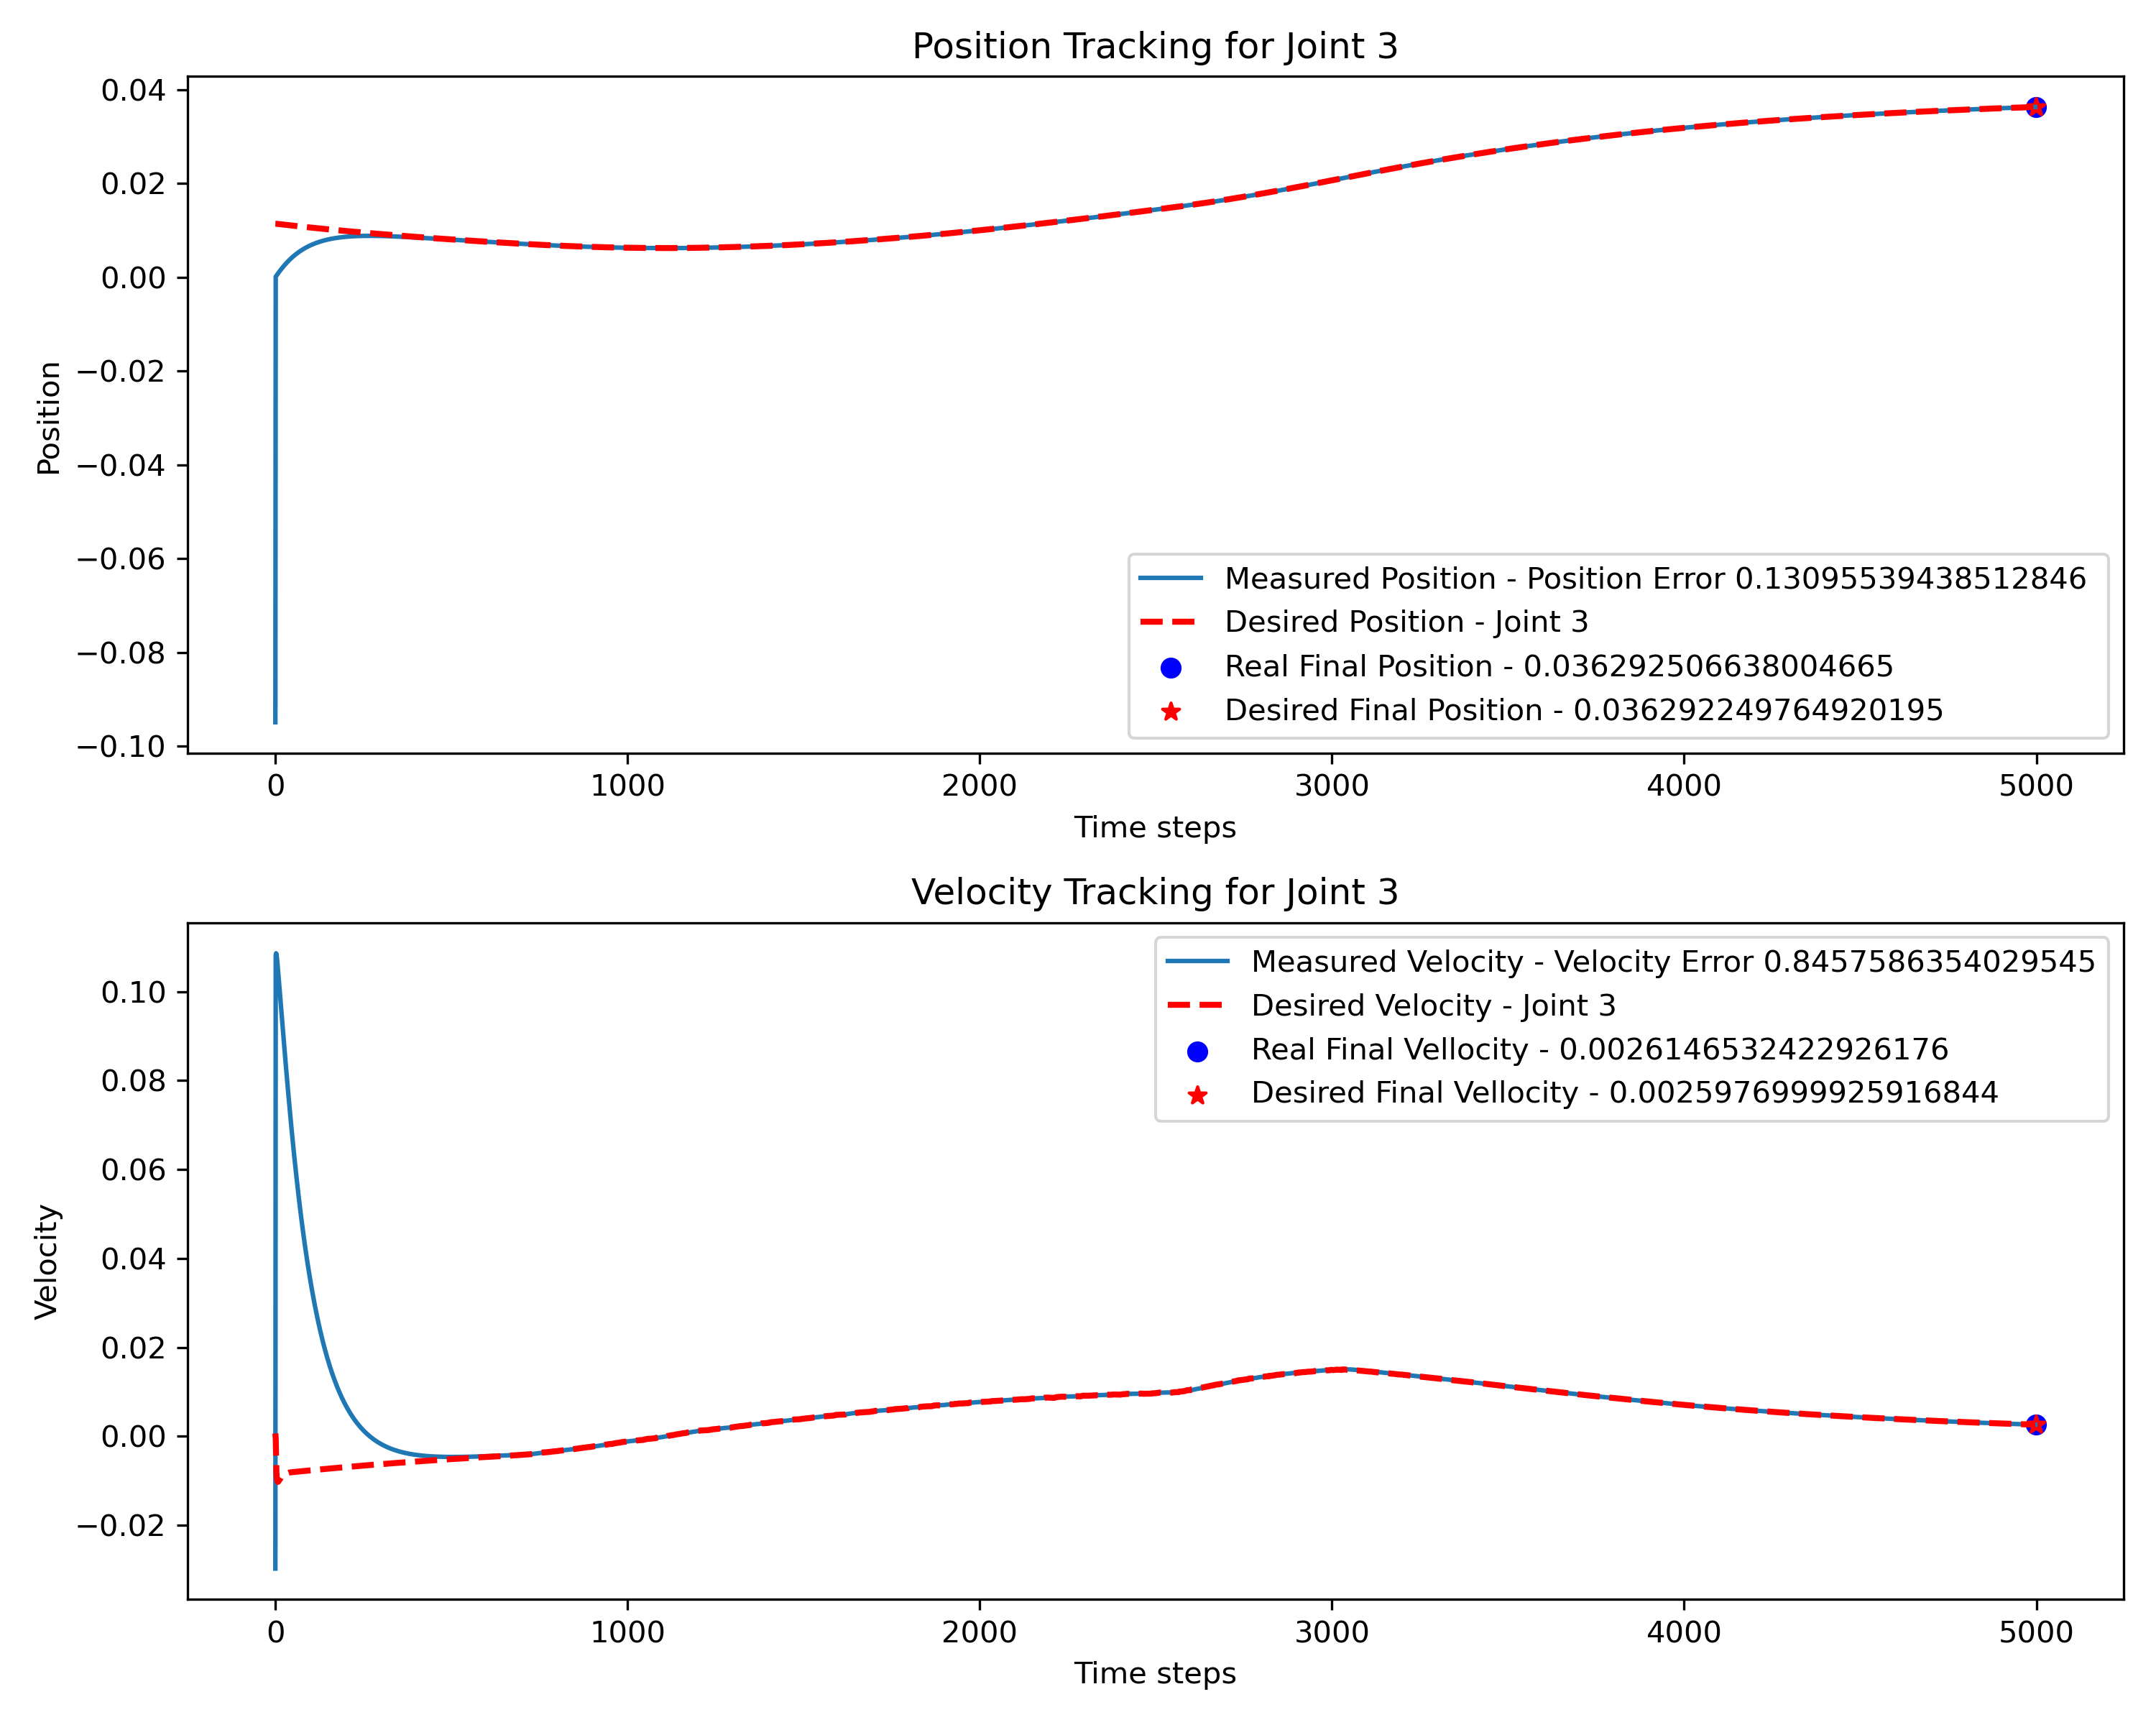 Position Tracking for Joint 3
0.04
0.02
0.00
−0.02
−0.04
−0.06
−0.08
−0.10
Position
Measured Position - Position Error 0.13095539438512846
Desired Position - Joint 3
Real Final Position - 0.036292506638004665
Desired Final Position - 0.036292249764920195
0 1000 2000 3000 4000 5000
Time steps
Velocity Tracking for Joint 3
0.10
0.08
0.06
0.04
0.02
0.00
−0.02
Velocity
Measured Velocity - Velocity Error 0.8457586354029545
Desired Velocity - Joint 3
Real Final Vellocity - 0.0026146532422926176
Desired Final Vellocity - 0.0025976999925916844
0 1000 2000 3000 4000 5000
Time steps